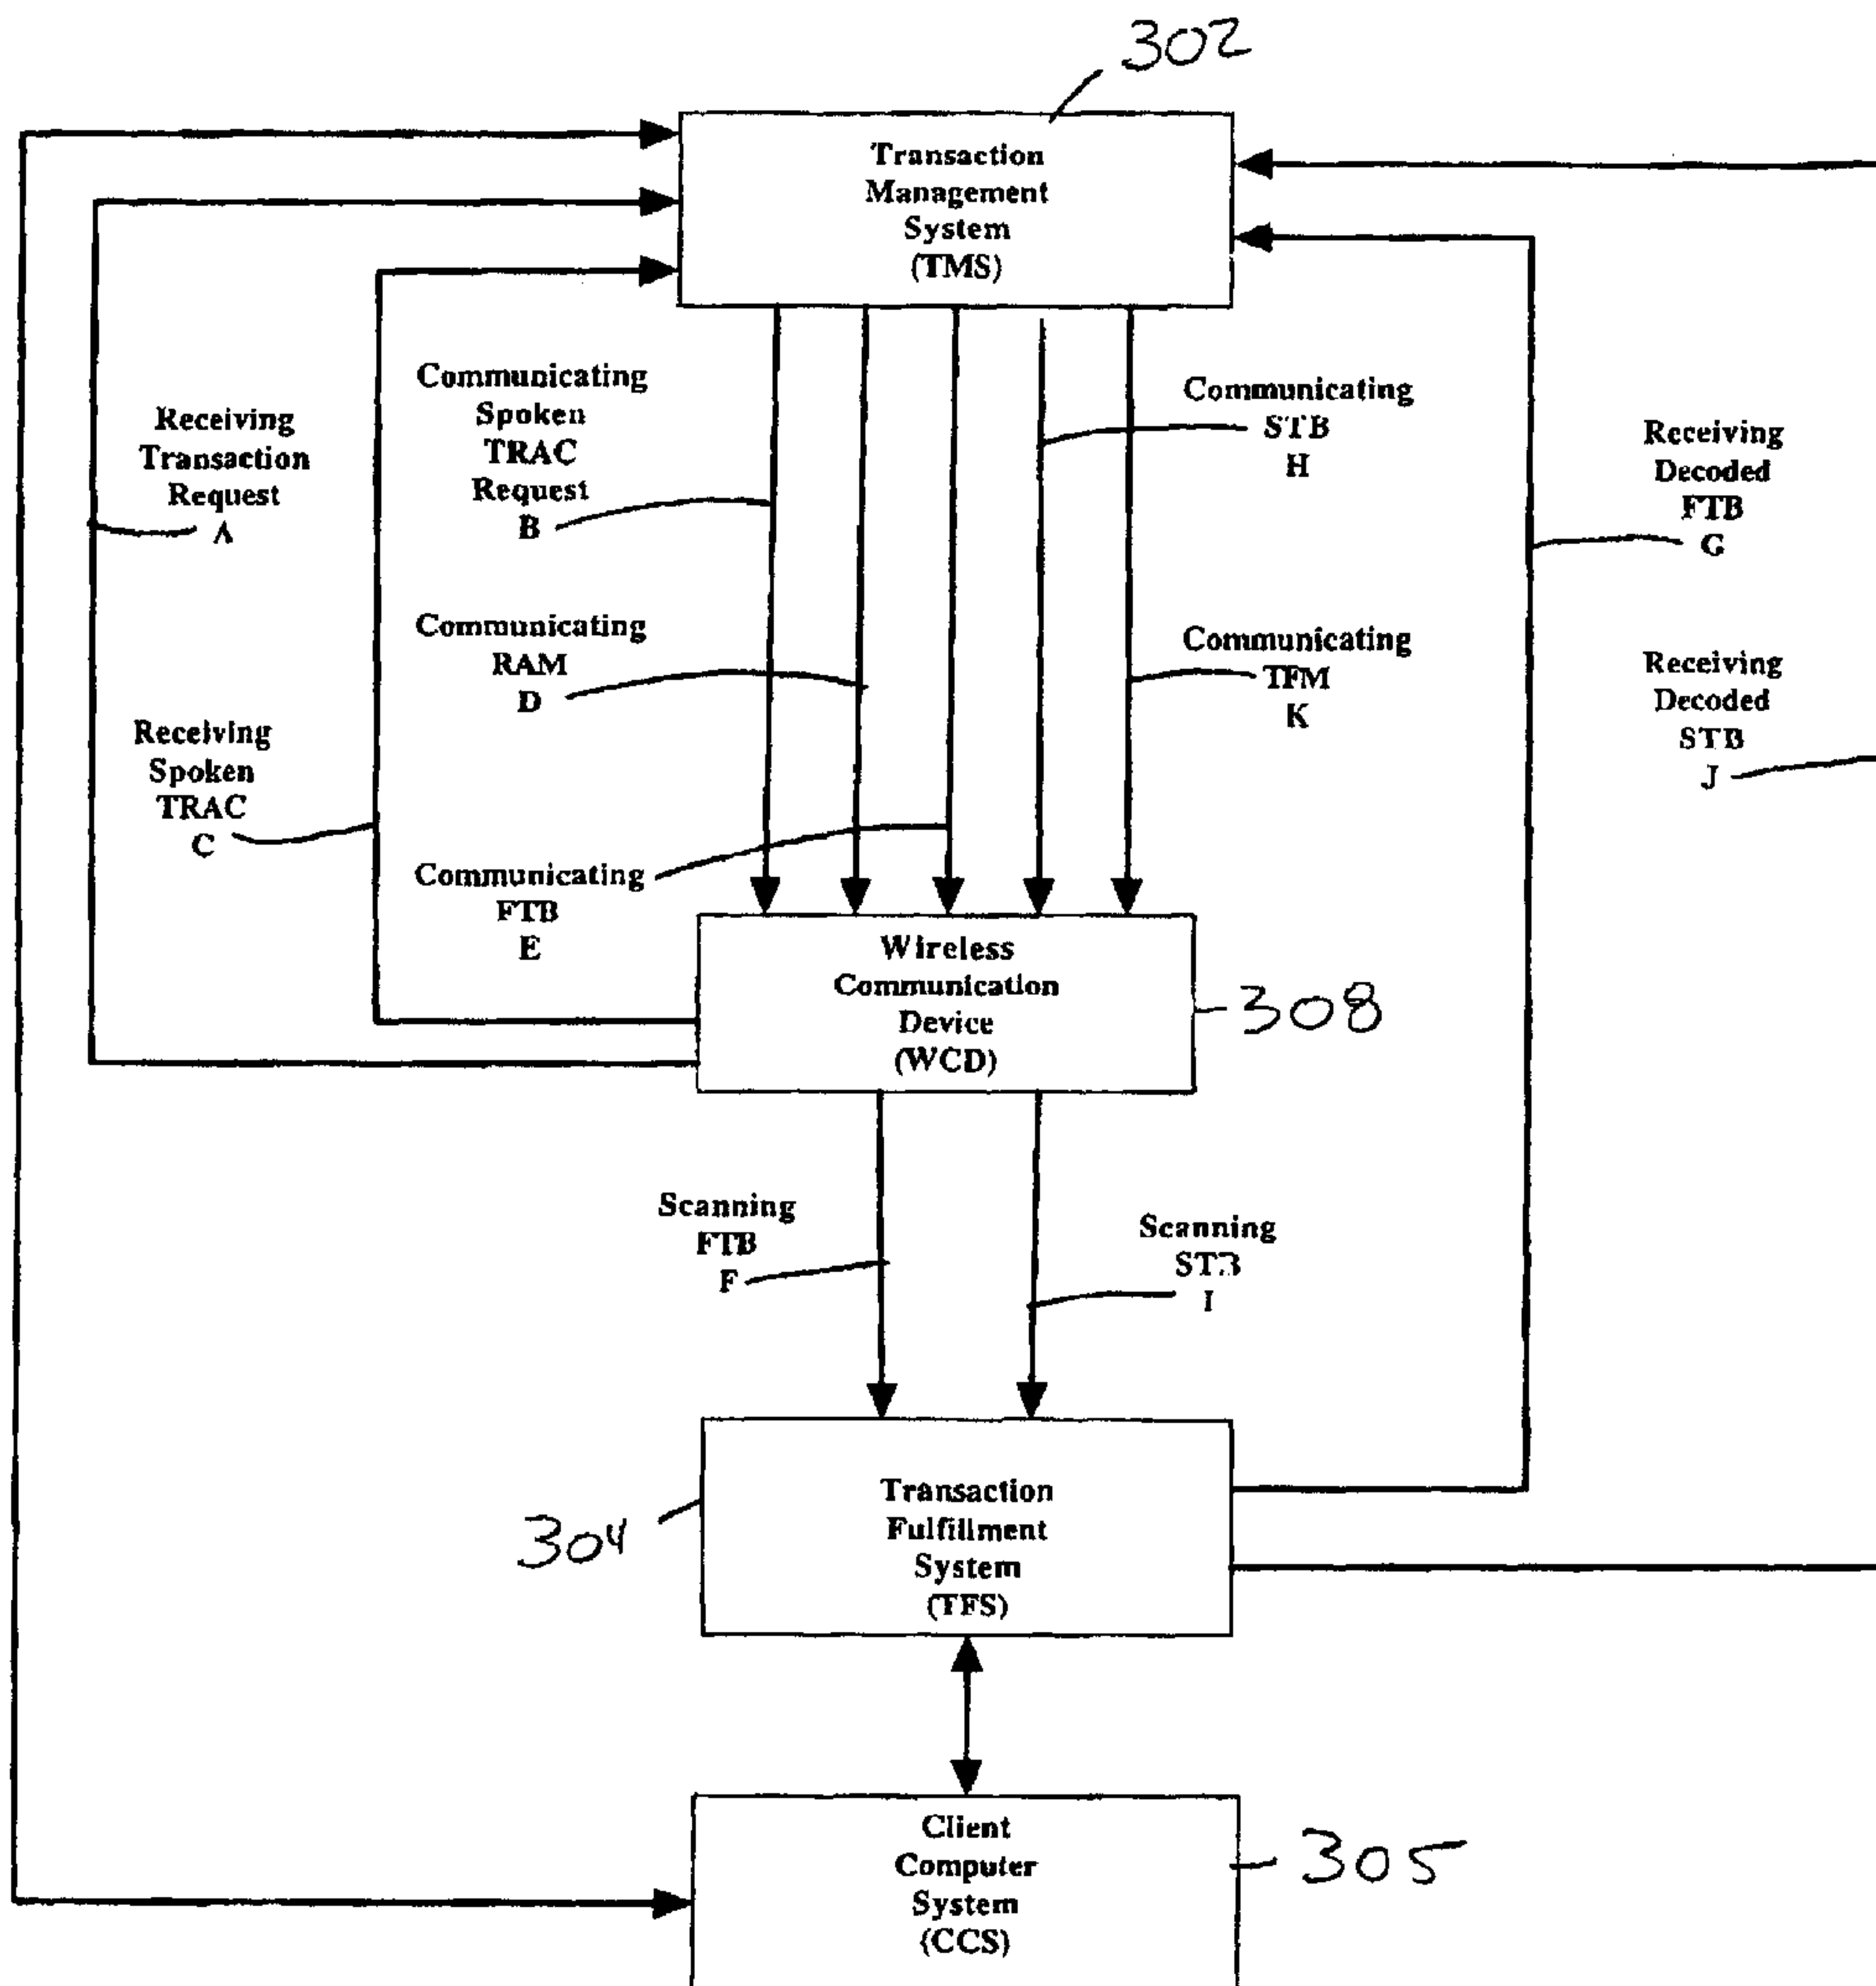 302
Transaction
Management
System
(TMS)
Receiving
Transaction
Request
A
Communicating
Spoken
TRAC
Request
B
Communicating
STB
H
Receiving
Decoded
FTB
G
Communicating
RAM
D
Communicating
TFM
K
Receiving
Decoded
STB
J
Receiving
Spoken
TRAC
C
Communicating
FTB
E
Wireless
Communication
Device
(WCD)
308
Scanning
FTB
F
Scanning
STB
I
304
Transaction
Fulfillment
System
(TFS)
Client
Computer
System
(CCS)
305